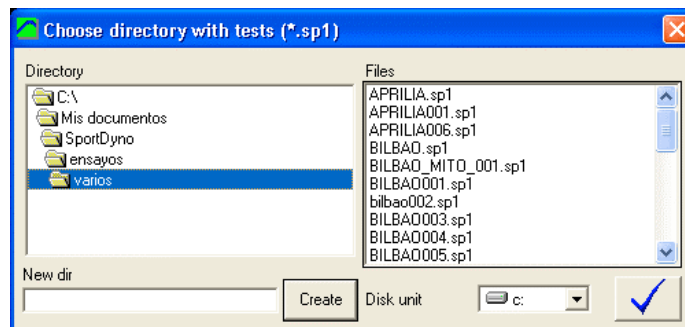 Choose directory with tests (*.sp1)
Directory
C:\
Mis documentos
SportDyno
ensayos
varios
Files
APRILIA.sp1
APRILIA001.sp1
APRILIA006.sp1
BILBAO.sp1
BILBAO_MITO_001.sp1
BILBAO001.sp1
bilbao002.sp1
BILBAO003.sp1
BILBAO004.sp1
BILBAO005.sp1
New dir
Create
Disk unit
c: